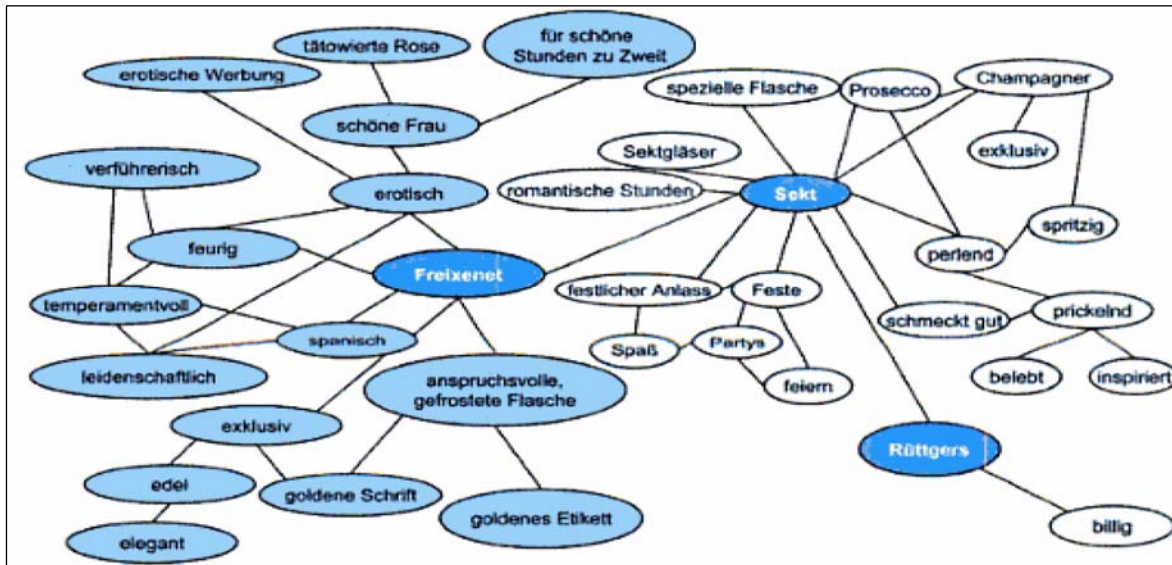 tätowierte Rose
für schöne
Stunden zu Zweit
erotische Werbung
schöne Frau
spezielle Flasche
Prosecco
Champagner
exklusiv
Sektgläser
verführerisch
erotisch
romantische Stunden
Sekt
spritzig
perlend
feurig
Freixenet
festlicher Anlass
Feste
temperamentvoll
schmeckt gut
prickelnd
spanisch
Spaß
Partys
leidenschaftlich
anspruchsvolle,
gefrostete Flasche
feiern
belebt
inspiriert
exklusiv
Rüttgers
edel
goldene Schrift
goldenes Etikett
billig
elegant